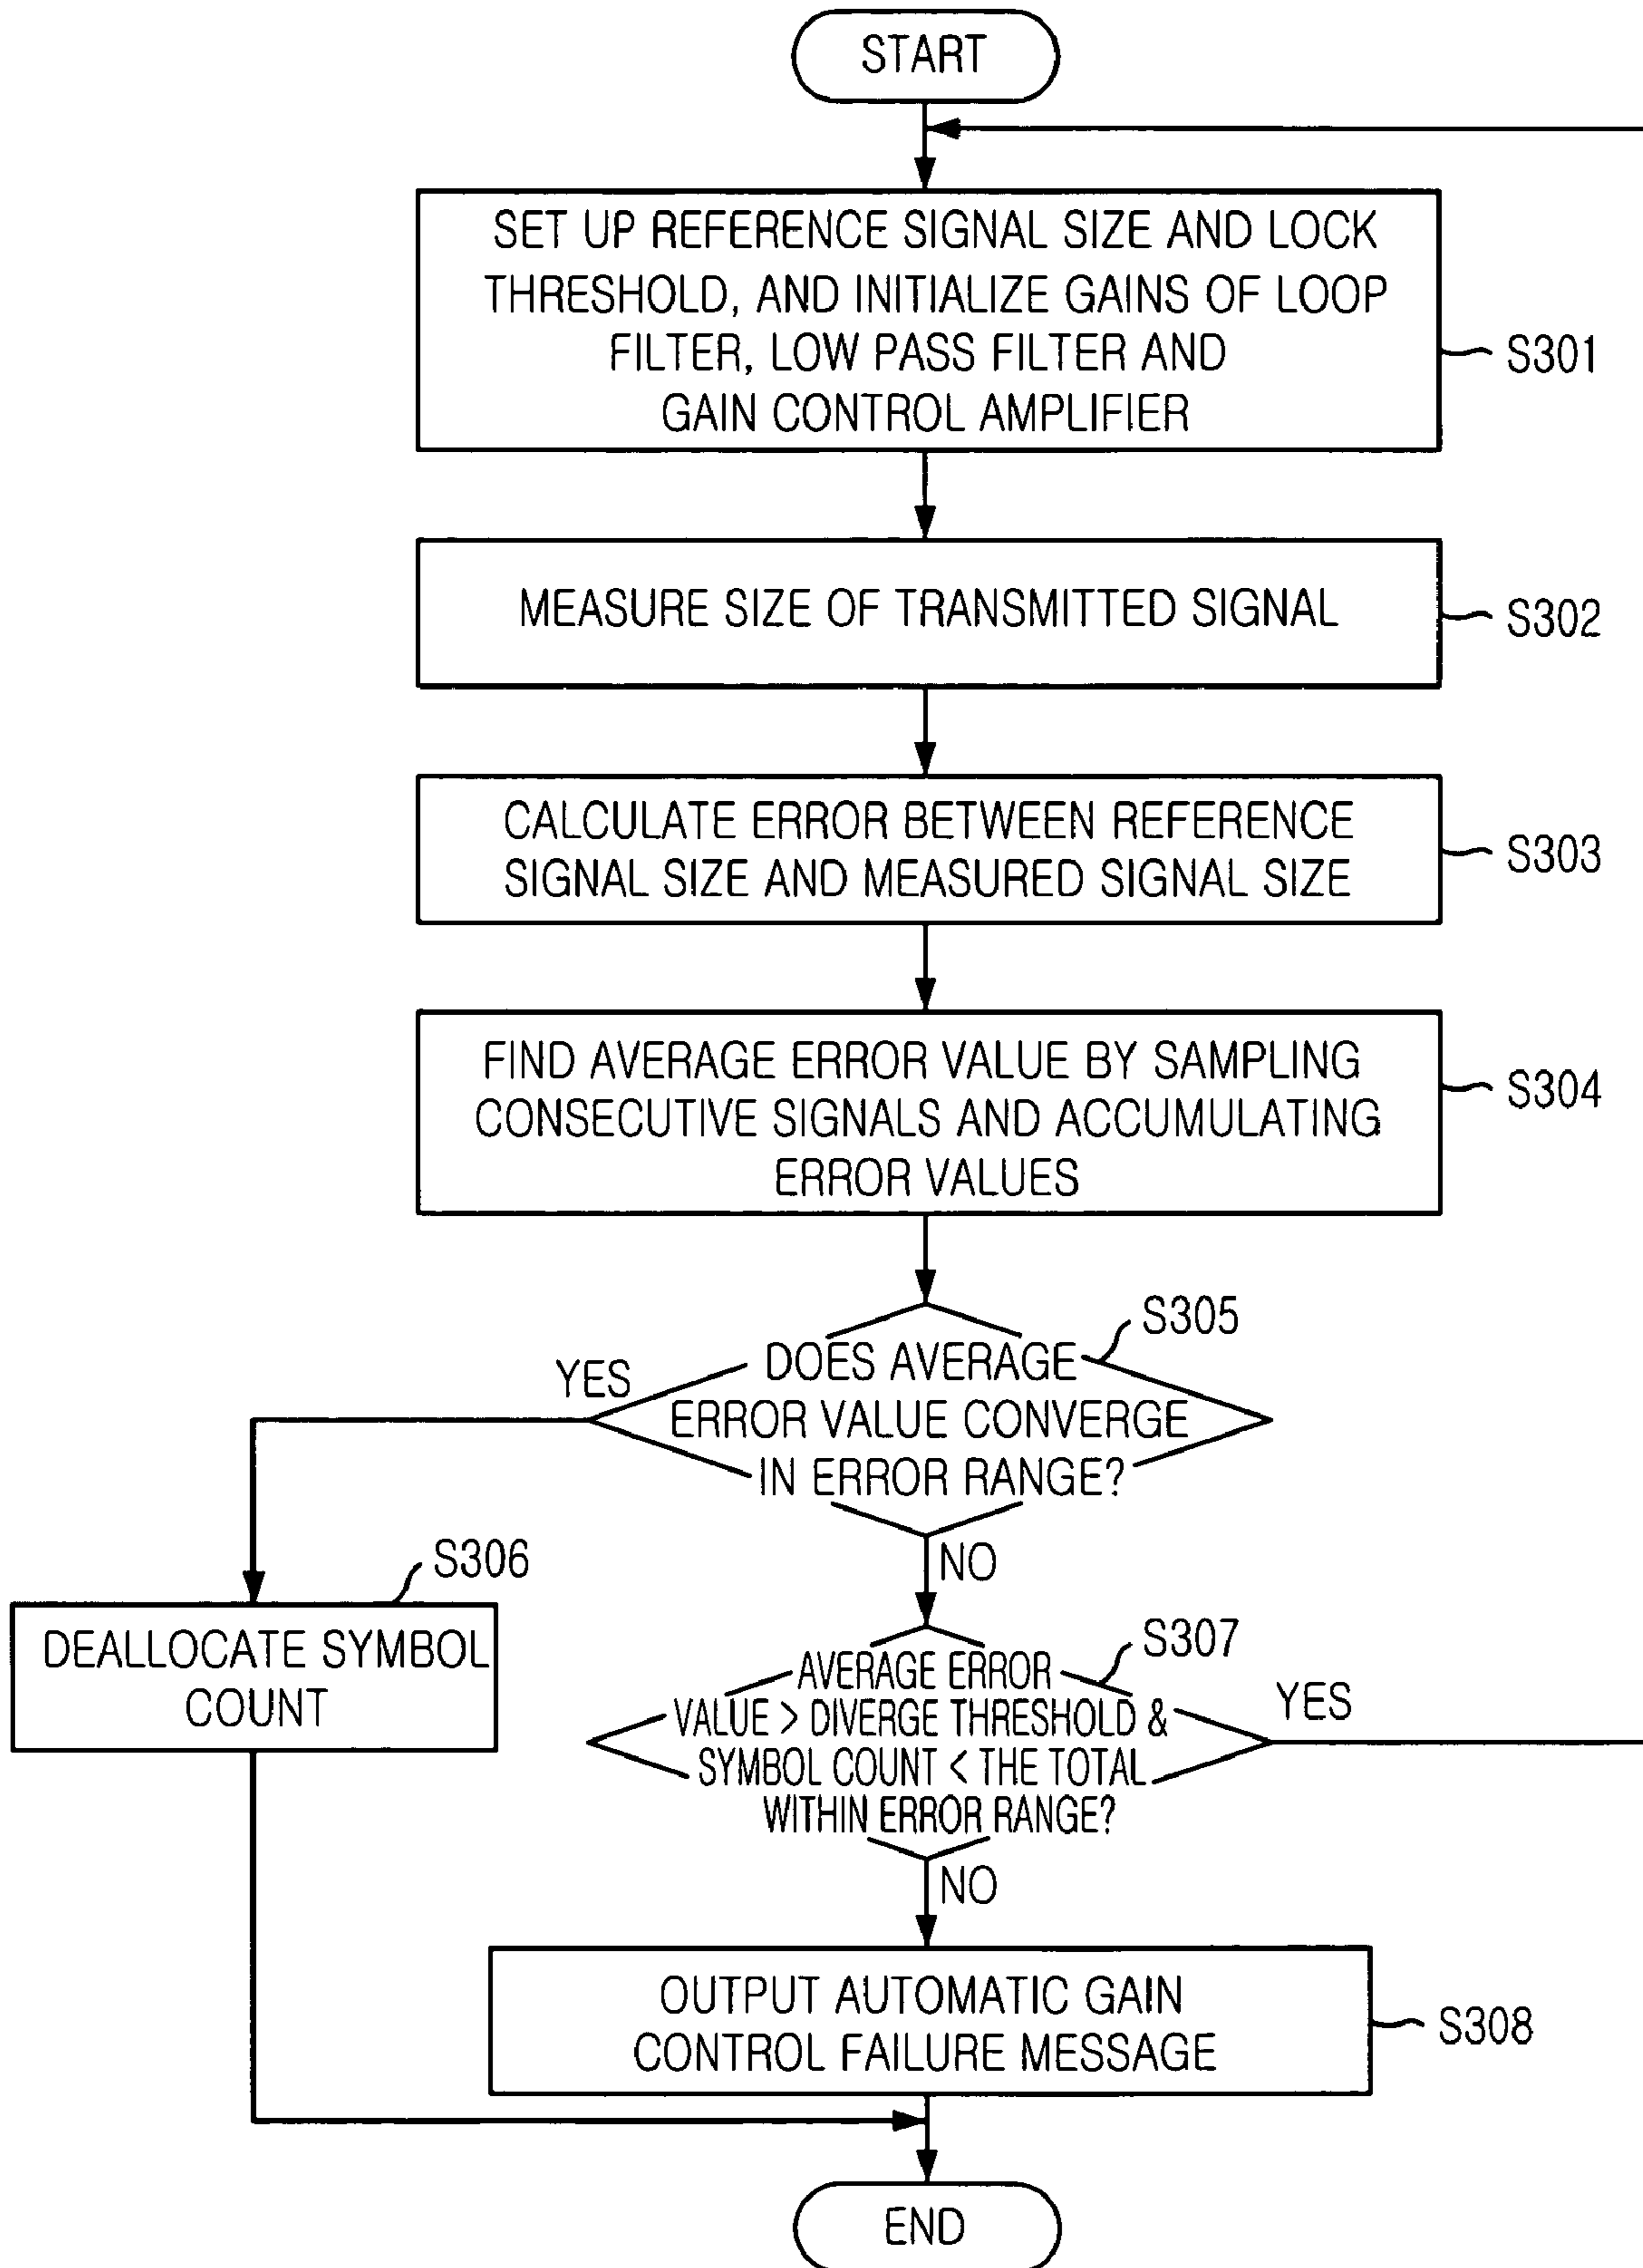 START
SET UP REFERENCE SIGNAL SIZE AND LOCK
THRESHOLD, AND INITIALIZE GAINS OF LOOP
FILTER, LOW PASS FILTER AND
GAIN CONTROL AMPLIFIER
S301
MEASURE SIZE OF TRANSMITTED SIGNAL
S302
CALCULATE ERROR BETWEEN REFERENCE
SIGNAL SIZE AND MEASURED SIGNAL SIZE
S303
FIND AVERAGE ERROR VALUE BY SAMPLING
CONSECUTIVE SIGNALS AND ACCUMULATING
ERROR VALUES
S304
S305
DOES AVERAGE
ERROR VALUE CONVERGE
IN ERROR RANGE?
YES
NO
S306
DEALLOCATE SYMBOL
COUNT
S307
AVERAGE ERROR
VALUE > DIVERGE THRESHOLD &
SYMBOL COUNT < THE TOTAL
WITHIN ERROR RANGE?
YES
NO
OUTPUT AUTOMATIC GAIN
CONTROL FAILURE MESSAGE
S308
END